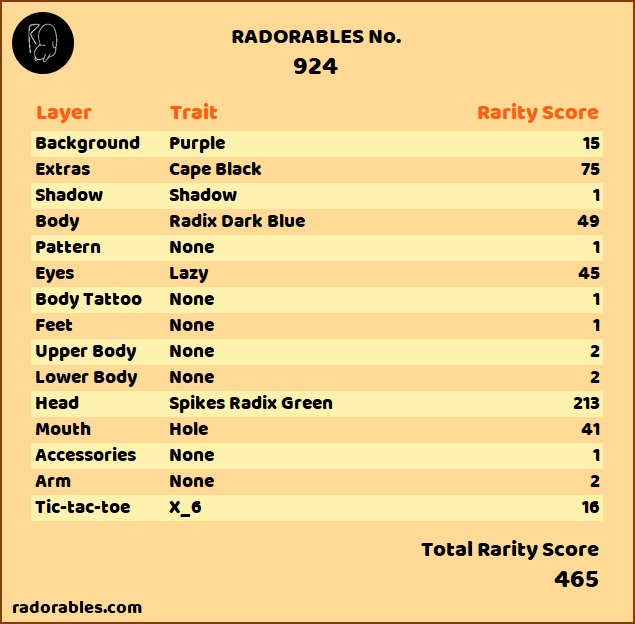 RADORABLES No.
924
Layer Trait Rarity Score
Background Purple 15
Extras Cape Black 75
Shadow Shadow 1
Body Radix Dark Blue 49
Pattern None 1
Eyes Lazy 45
Body Tattoo None 1
Feet None 1
Upper Body None 2
Lower Body None 2
Head Spikes Radix Green 213
Mouth Hole 41
Accessories None 1
Arm None 2
Tic-tac-toe X_6 16
Total Rarity Score
465
radorables.com